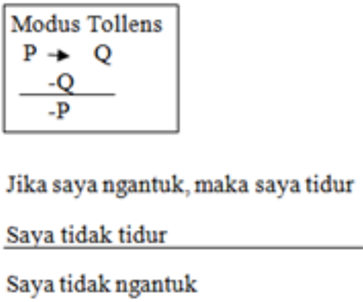 Modus Tollens
P → Q
-Q
-P
Jika saya ngantuk, maka saya tidur
Saya tidak tidur
Saya tidak ngantuk